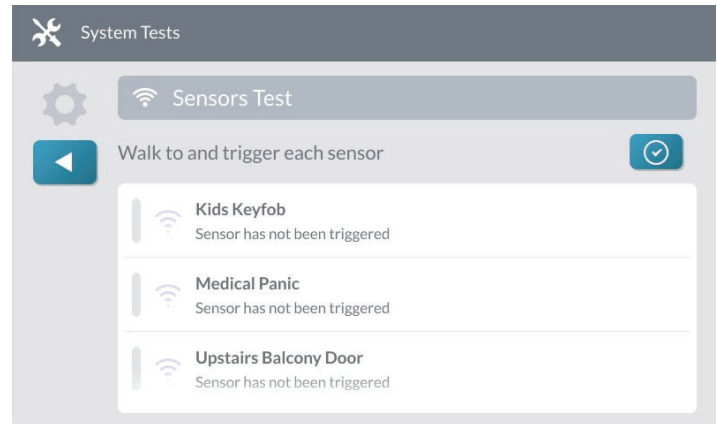 System Tests
Sensors Test
Walk to and trigger each sensor
Kids Keyfob
Sensor has not been triggered
Medical Panic
Sensor has not been triggered
Upstairs Balcony Door
Sensor has not been triggered